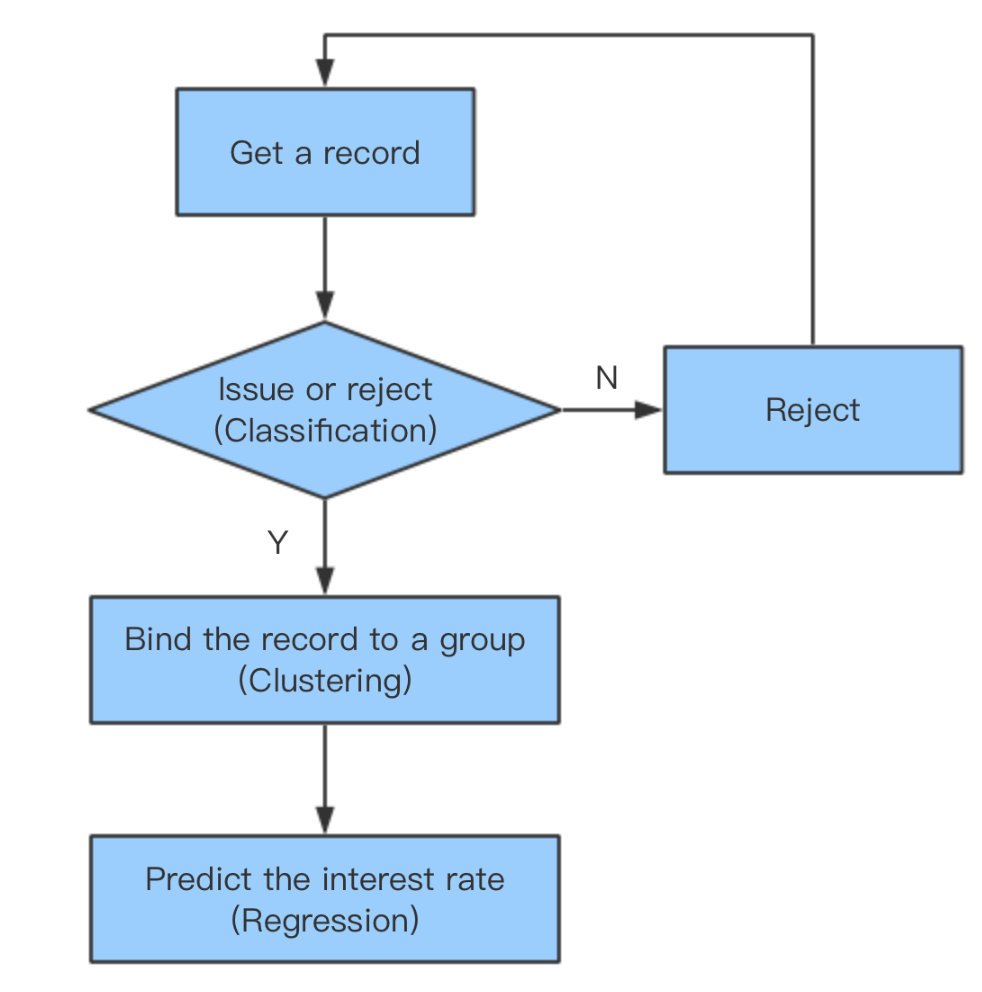 Get a record
Issue or reject
(Classification)
N
Reject
Y
Bind the record to a group
(Clustering)
Predict the interest rate
(Regression)